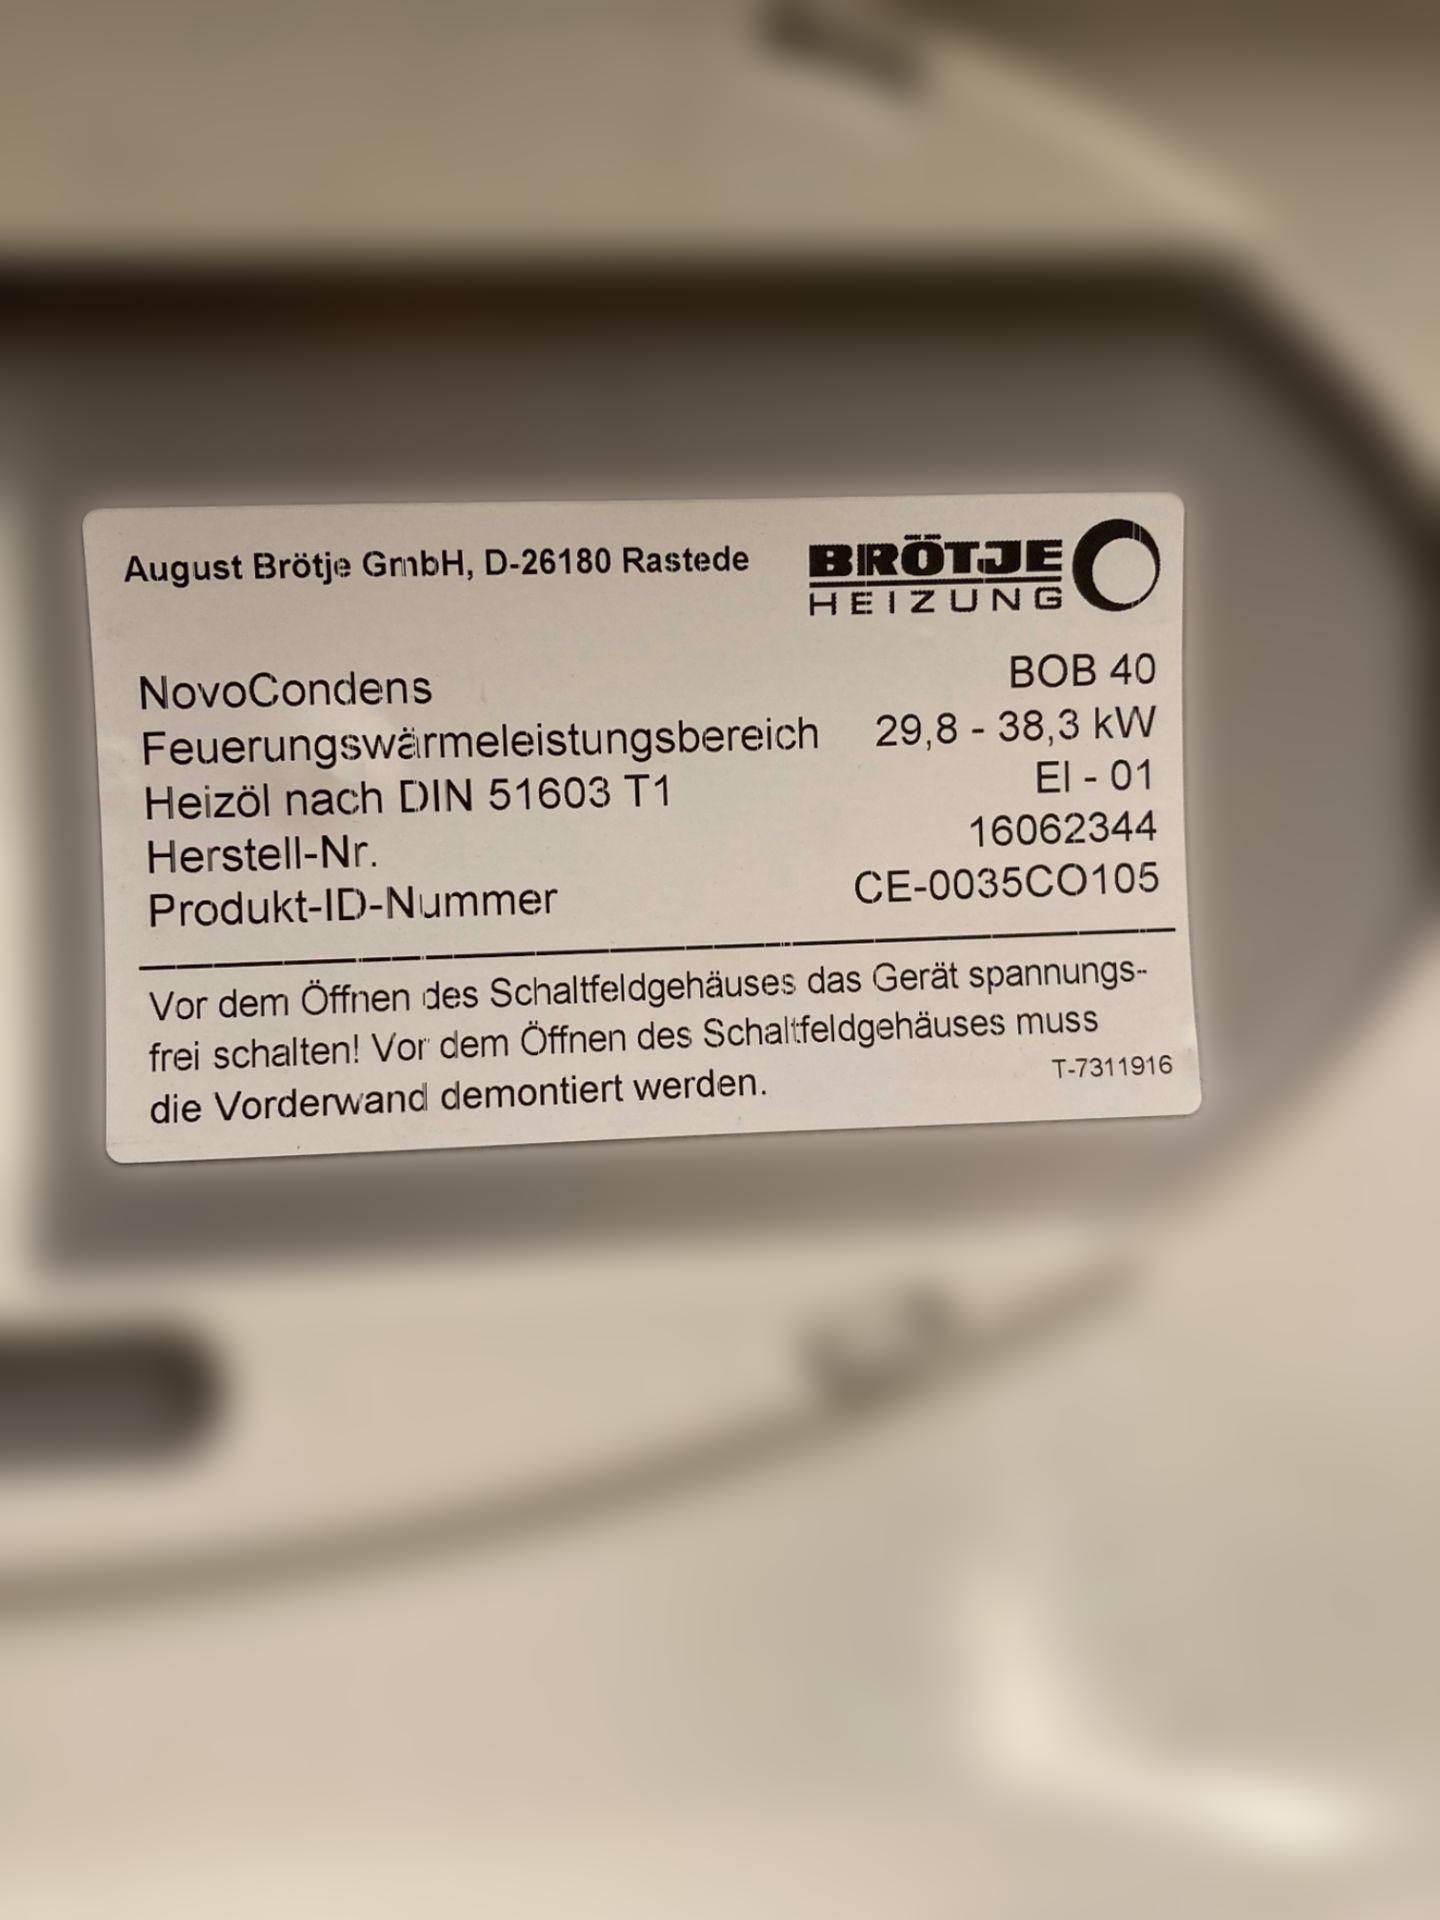 August Brötje GmbH, D-26180 Rastede
BRÖTJE
HEIZUNG
NovoCondens BOB 40
Feuerungswärmeleistungsbereich 29,8 - 38,3 kW
Heizöl nach DIN 51603 T1 El - 01
Herstell-Nr. 16062344
Produkt-ID-Nummer CE-0035CO105
Vor dem Öffnen des Schaltfeldgehäuses das Gerät spannungs-
frei schalten! Vor dem Öffnen des Schaltfeldgehäuses muss
die Vorderwand demontiert werden.
T-7311916